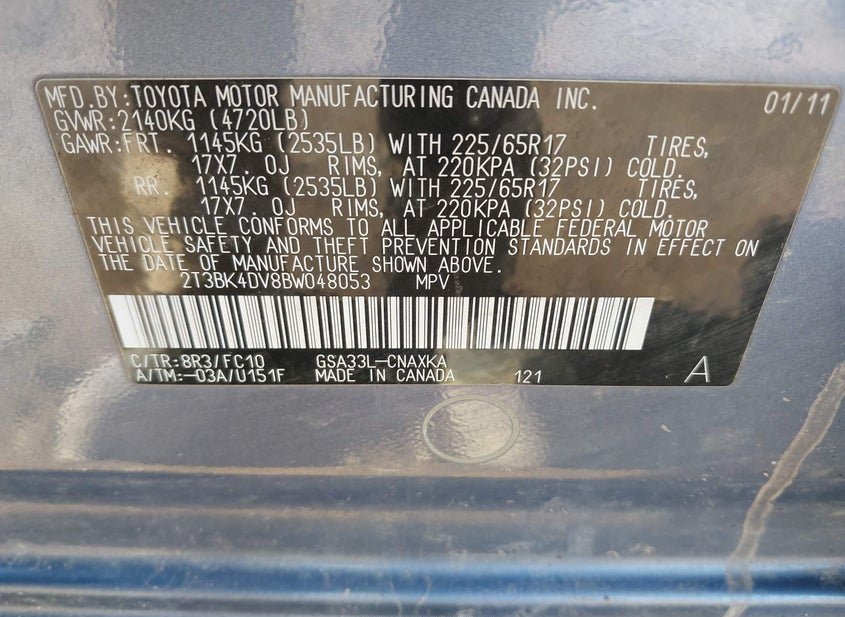 MFD.BY:TOYOTA MOTOR MANUFACTURING CANADA INC. 01/11
GVWR:2140KG (4720LB)
GAWR:FRT. 1145KG (2535LB) WITH 225/65R17 TIRES,
17X7. 0J RIMS, AT 220KPA (32PSI) COLD.
RR. 1145KG (2535LB) WITH 225/65R17 TIRES,
17X7. 0J RIMS, AT 220KPA (32PSI) COLD.
THIS VEHICLE CONFORMS TO ALL APPLICABLE FEDERAL MOTOR
VEHICLE SAFETY AND THEFT PREVENTION STANDARDS IN EFFECT ON
THE DATE OF MANUFACTURE SHOWN ABOVE.
2T3BK4DV8BW048053 MPV
C/TR:8R3/FC10 GSA33L-CNAXKA
A/TM:-03A/U151F MADE IN CANADA 121 A